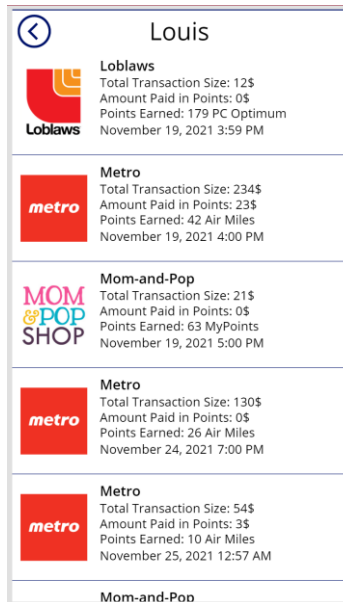 Louis
Loblaws
Total Transaction Size: 12$
Amount Paid in Points: 0$
Points Earned: 179 PC Optimum
November 19, 2021 3:59 PM
Loblaws
Metro
Total Transaction Size: 234$
Amount Paid in Points: 23$
Points Earned: 42 Air Miles
November 19, 2021 4:00 PM
metro
Mom-and-Pop
Total Transaction Size: 21$
Amount Paid in Points: 0$
Points Earned: 63 MyPoints
November 19, 2021 5:00 PM
MOM
&POP
SHOP
Metro
Total Transaction Size: 130$
Amount Paid in Points: 0$
Points Earned: 26 Air Miles
November 24, 2021 7:00 PM
metro
Metro
Total Transaction Size: 54$
Amount Paid in Points: 3$
Points Earned: 10 Air Miles
November 25, 2021 12:57 AM
metro
Mom-and-Pop